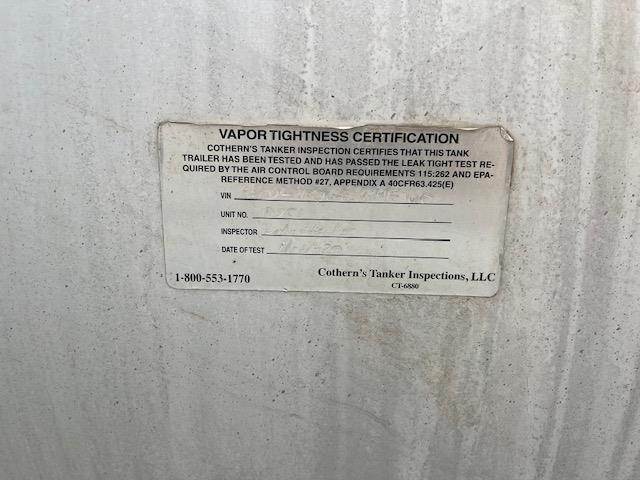 VAPOR TIGHTNESS CERTIFICATION
COTHERN'S TANKER INSPECTION CERTIFIES THAT THIS TANK
TRAILER HAS BEEN TESTED AND HAS PASSED THE LEAK TIGHT TEST RE-
QUIRED BY THE AIR CONTROL BOARD REQUIREMENTS 115:262 AND EPA-
REFERENCE METHOD #27, APPENDIX A 40CFR63.425(E)
VIN
UNIT NO.
INSPECTOR
DATE OF TEST
1-800-553-1770 Cothern's Tanker Inspections, LLC
CT-6880